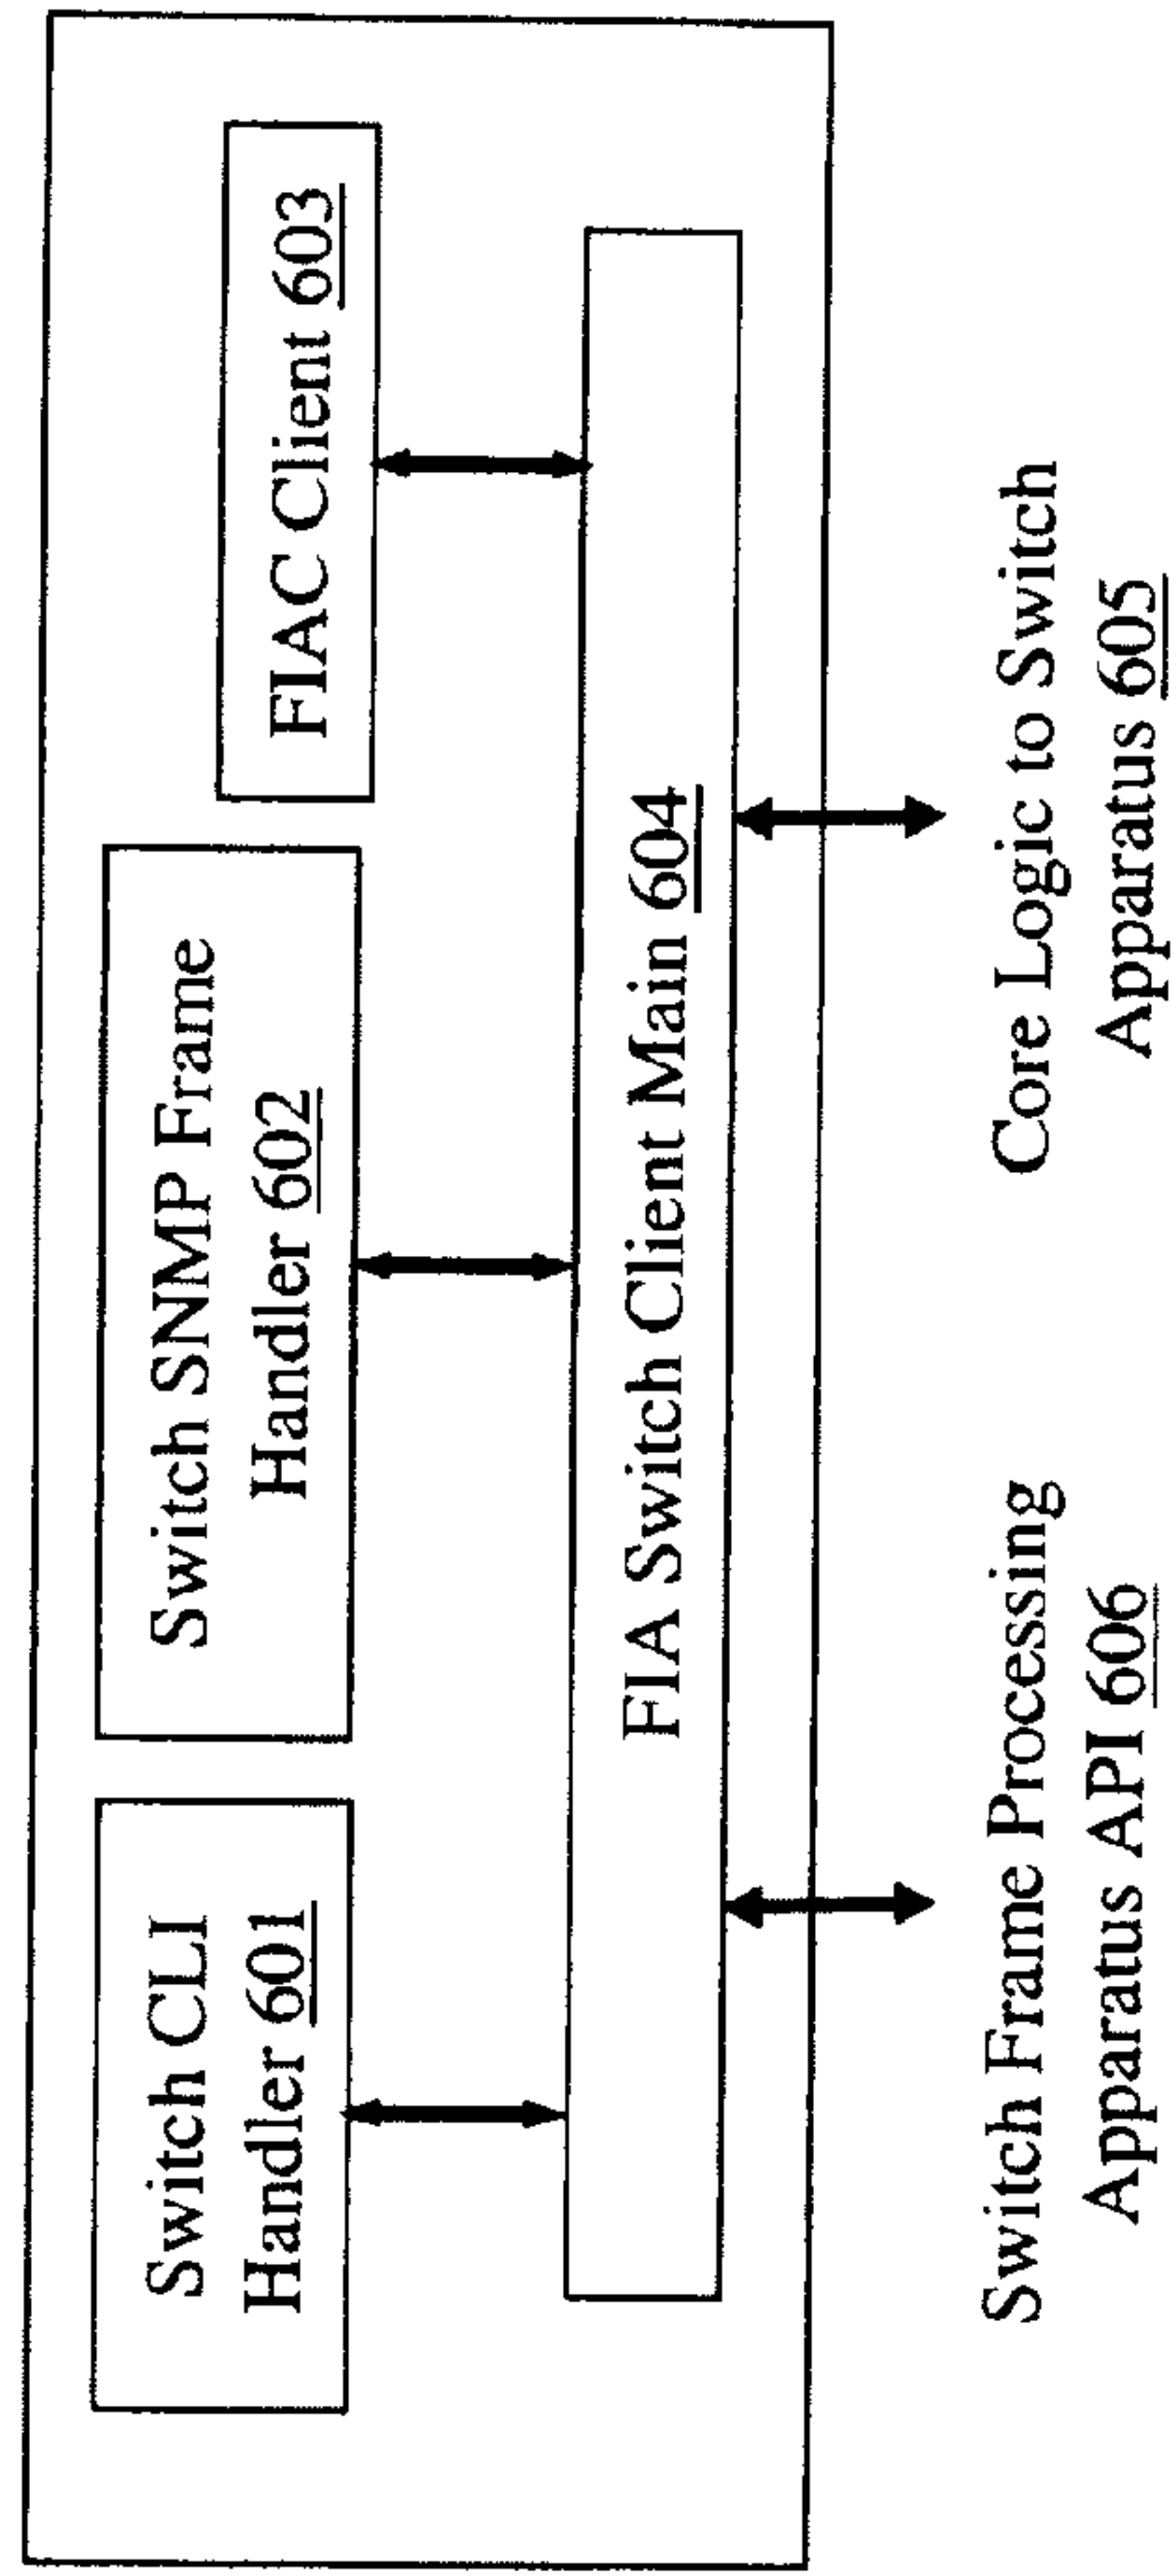 Switch CLI
Handler 601
Switch SNMP Frame
Handler 602
FIAC Client 603
FIA Switch Client Main 604
Switch Frame Processing
Apparatus API 606
Core Logic to Switch
Apparatus 605